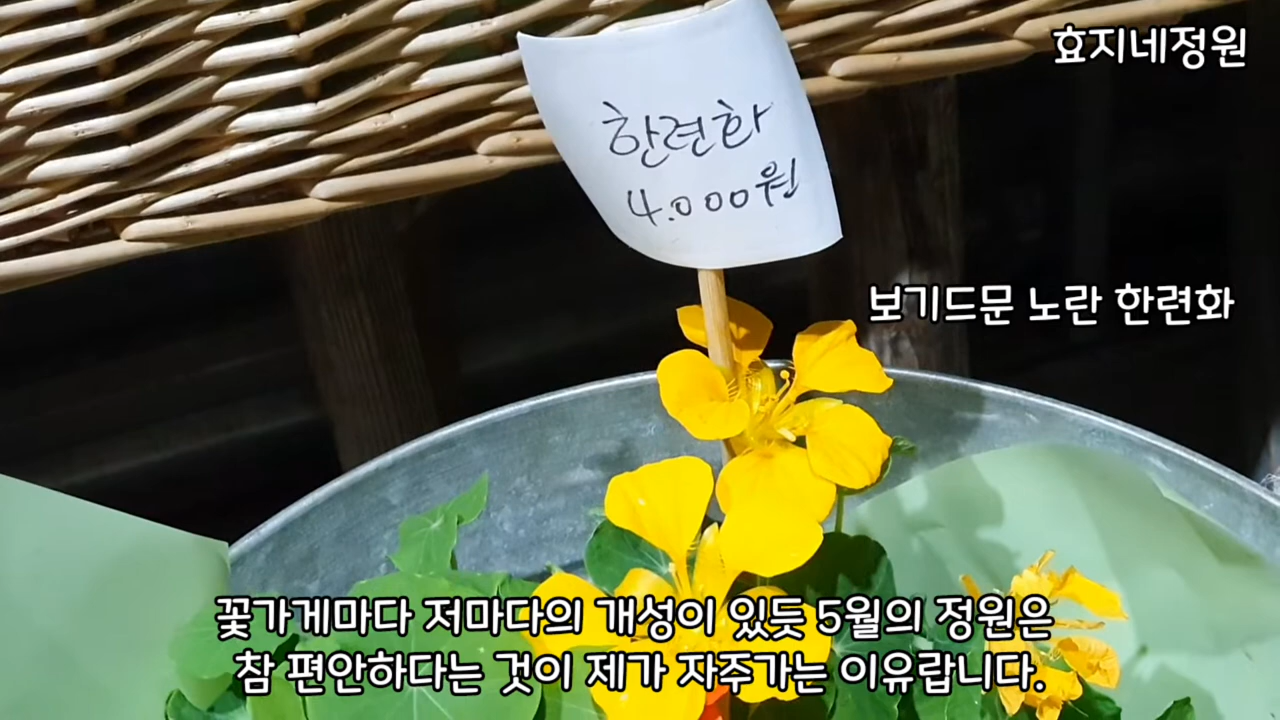 효지네정원
한련화
4.000원
보기드문 노란 한련화
꽃가게마다 저마다의 개성이 있듯 5월의 정원은
참 편안하다는 것이 제가 자주가는 이유랍니다.